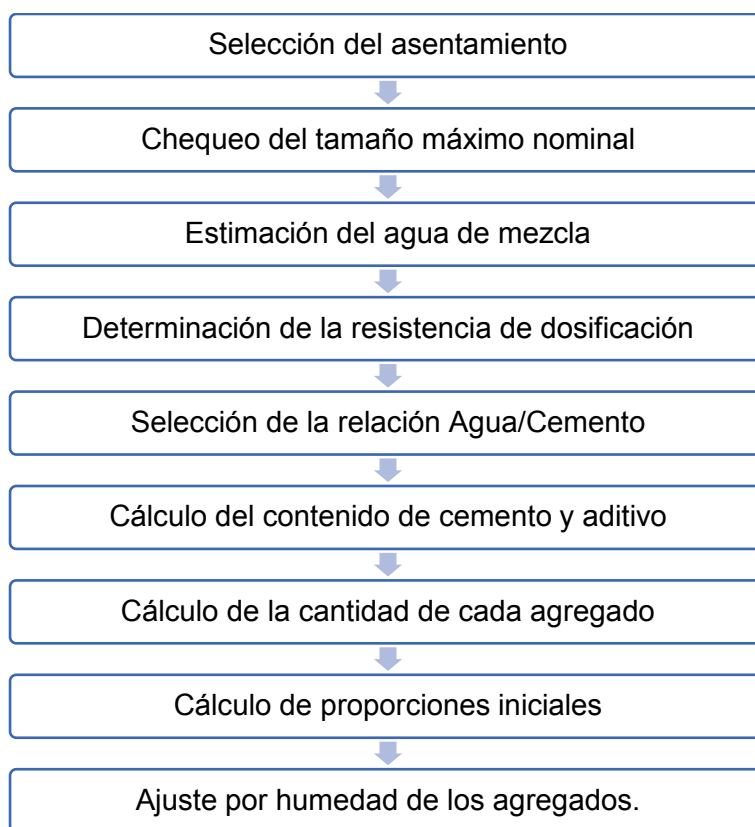 Selección del asentamiento
Chequeo del tamaño máximo nominal
Estimación del agua de mezcla
Determinación de la resistencia de dosificación
Selección de la relación Agua/Cemento
Cálculo del contenido de cemento y aditivo
Cálculo de la cantidad de cada agregado
Cálculo de proporciones iniciales
Ajuste por humedad de los agregados.